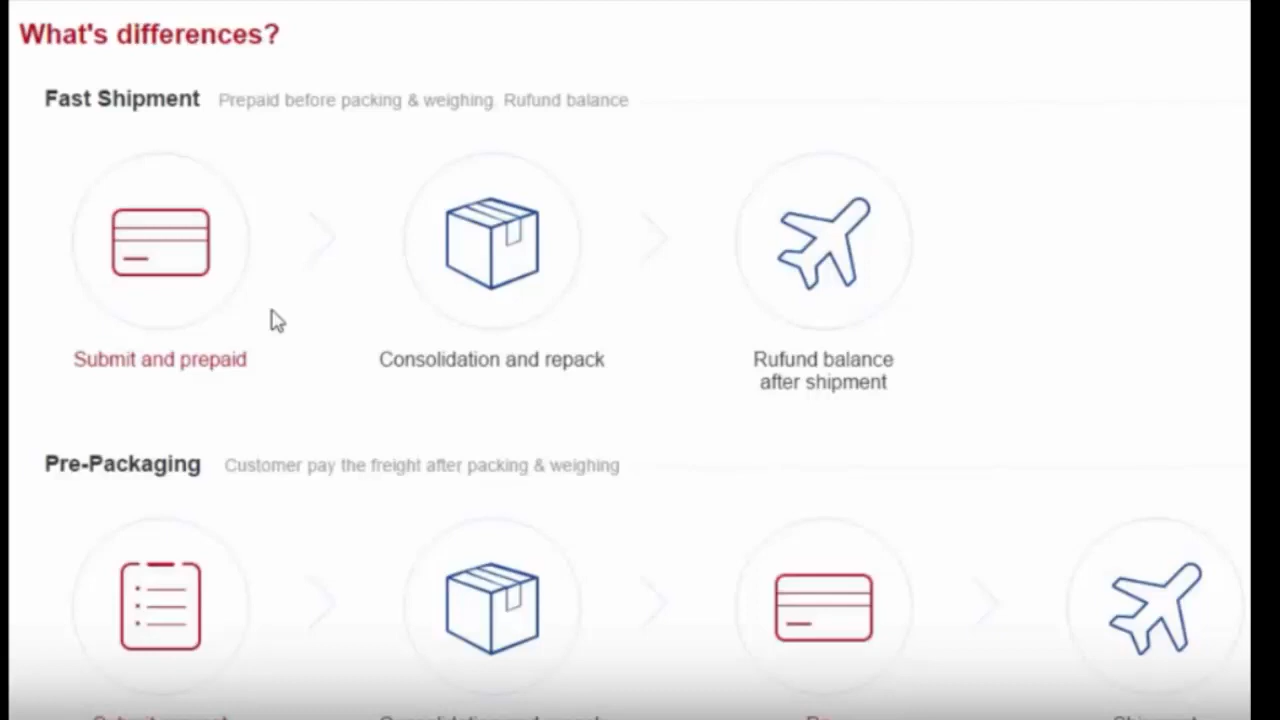 What's differences?
Fast Shipment Prepaid before packing & weighing. Rufund balance
Submit and prepaid
Consolidation and repack
Rufund balance
after shipment
Pre-Packaging Customer pay the freight after packing & weighing